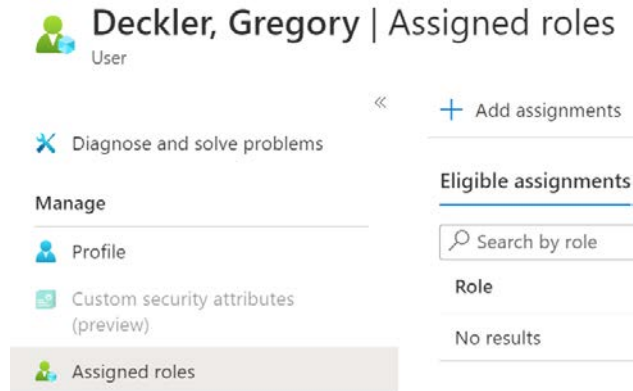 Deckler, Gregory | Assigned roles
User
«
Diagnose and solve problems
Manage
Profile
Custom security attributes
(preview)
Assigned roles
+ Add assignments
Eligible assignments
Search by role
Role
No results